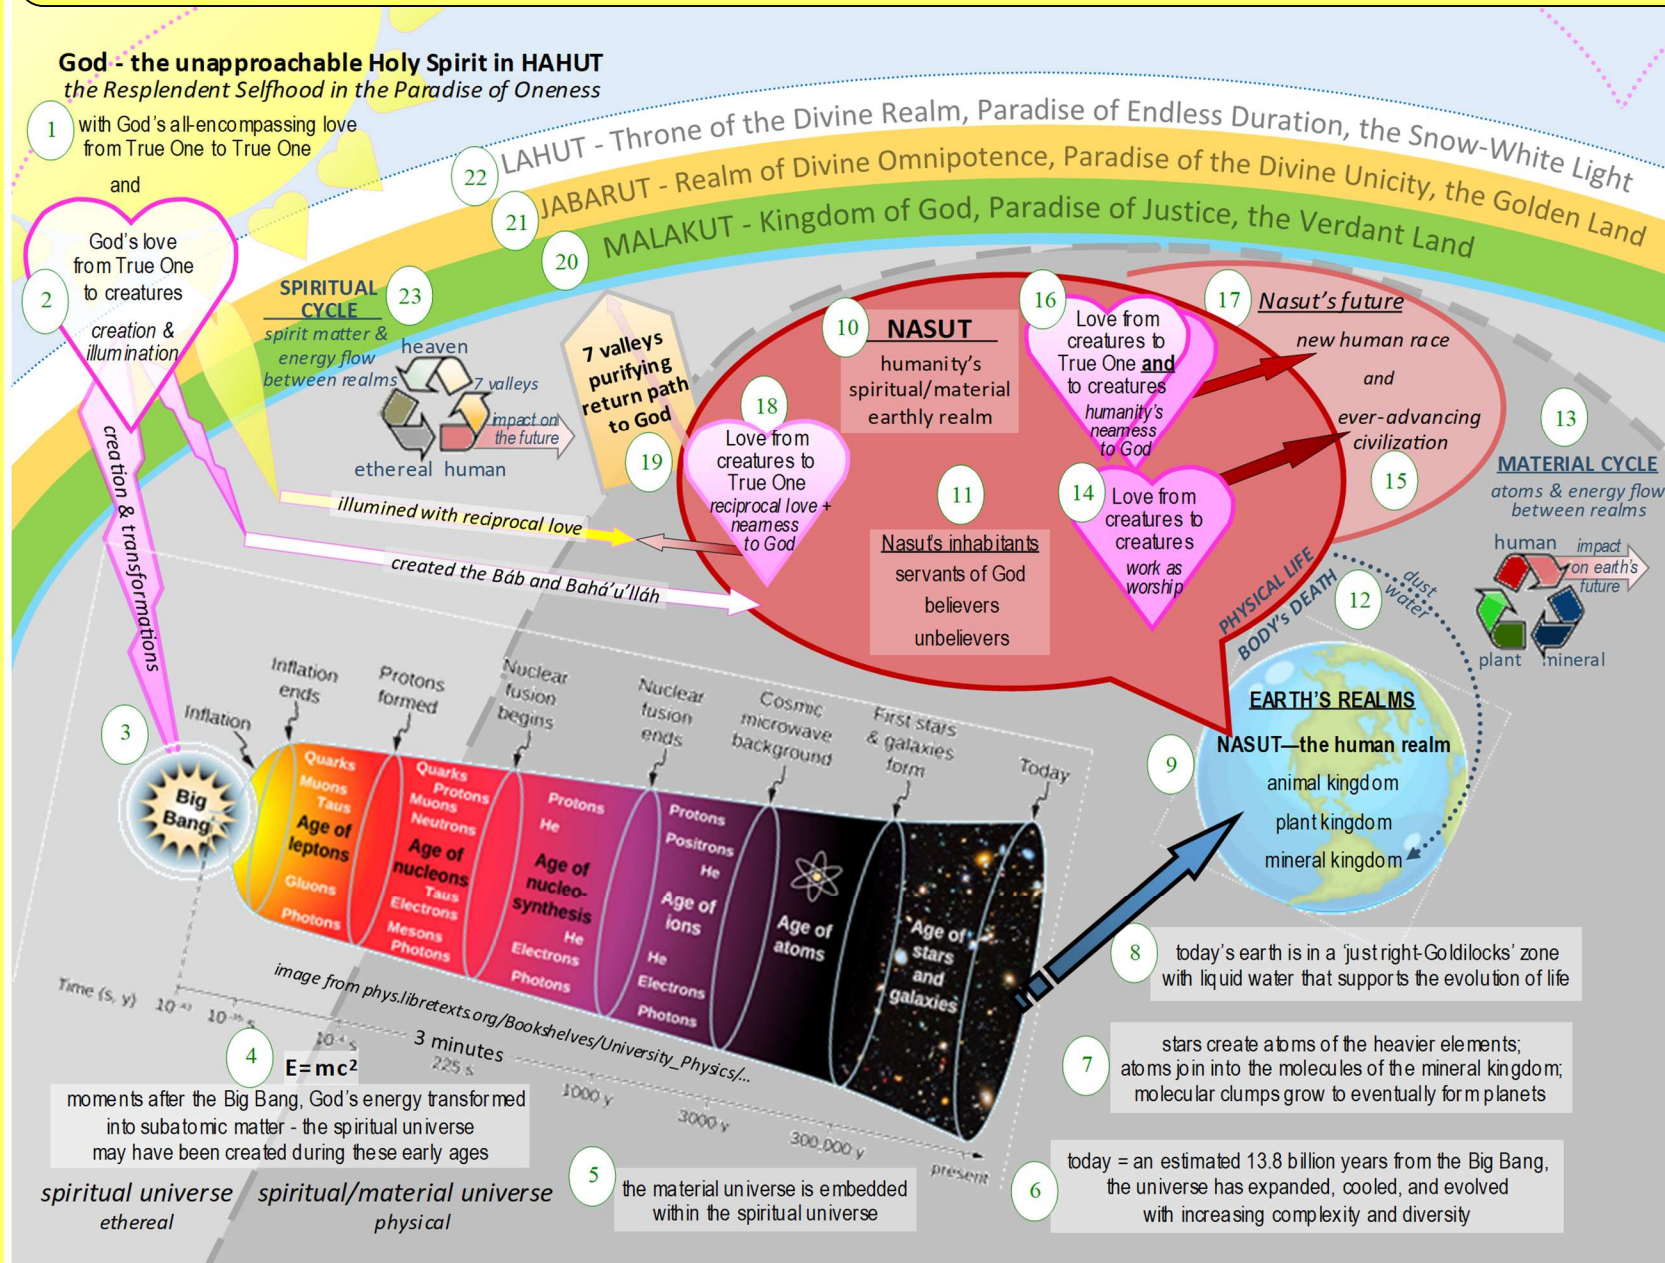 God - the unapproachable Holy Spirit in HAHUT
the Resplendent Selfhood in the Paradise of Oneness
1
with God's all-encompassing love
from True One to True One
and
2
God's love
from True One
to creatures
creation &
illumination
22
LAHUT - Throne of the Divine Realm, Paradise of Endless Duration, the Snow-White Light
21
JABARUT - Realm of Divine Omnipotence, Paradise of the Divine Unicity, the Golden Land
20
MALAKUT - Kingdom of God, Paradise of Justice, the Verdant Land
SPIRITUAL
CYCLE
23
spirit matter &
energy flow
between realms
heaven
7 valleys
impact on
the future
ethereal human
7 valleys
purifying
return path
to God
19
creation & transformations
illumined with reciprocal love
created the Báb and Bahá'u'lláh
10
NASUT
humanity's
spiritual/material
earthly realm
16
Love from
creatures to
True One and
to creatures
humanity's
nearness
to God
17
Nasut's future
new human race
and
ever-advancing
civilization
15
18
Love from
creatures to
True One
reciprocal love +
nearness
to God
11
Nasut's inhabitants
servants of God
believers
unbelievers
14
Love from
creatures to
creatures
work as
worship
13
MATERIAL CYCLE
atoms & energy flow
between realms
human
impact
on earth's
future
plant
mineral
PHYSICAL LIFE
BODY's DEATH
12
dust
water
9
EARTH'S REALMS
NASUT—the human realm
animal kingdom
plant kingdom
mineral kingdom
3
Big
Bang
Inflation
Inflation
ends
Protons
formed
Nuclear
fusion
begins
Nuclear
fusion
ends
Cosmic
microwave
background
First stars
& galaxies
form
Today
Quarks
Muons
Taus
Age of
leptons
Gluons
Photons
Quarks
Protons
Muons
Neutrons
Age of
nucleons
Taus
Electrons
Mesons
Photons
Protons
He
Age of
nucleo-
synthesis
He
Electrons
Photons
Protons
Positrons
He
Age of
ions
He
Electrons
Photons
Age of
atoms
Age of
stars
and
galaxies
image from phys.libretexts.org/Bookshelves/University_Physics/...
Time (s, y)
10⁻⁴³
10⁻³⁵ s
10⁻⁴ s
3 minutes
225 s
1000 y
3000 y
300,000 y
present
4
E=mc²
moments after the Big Bang, God's energy transformed
into subatomic matter - the spiritual universe
may have been created during these early ages
spiritual universe
ethereal
spiritual/material universe
physical
5
the material universe is embedded
within the spiritual universe
8
today's earth is in a 'just right-Goldilocks' zone
with liquid water that supports the evolution of life
7
stars create atoms of the heavier elements;
atoms join into the molecules of the mineral kingdom;
molecular clumps grow to eventually form planets
6
today = an estimated 13.8 billion years from the Big Bang,
the universe has expanded, cooled, and evolved
with increasing complexity and diversity